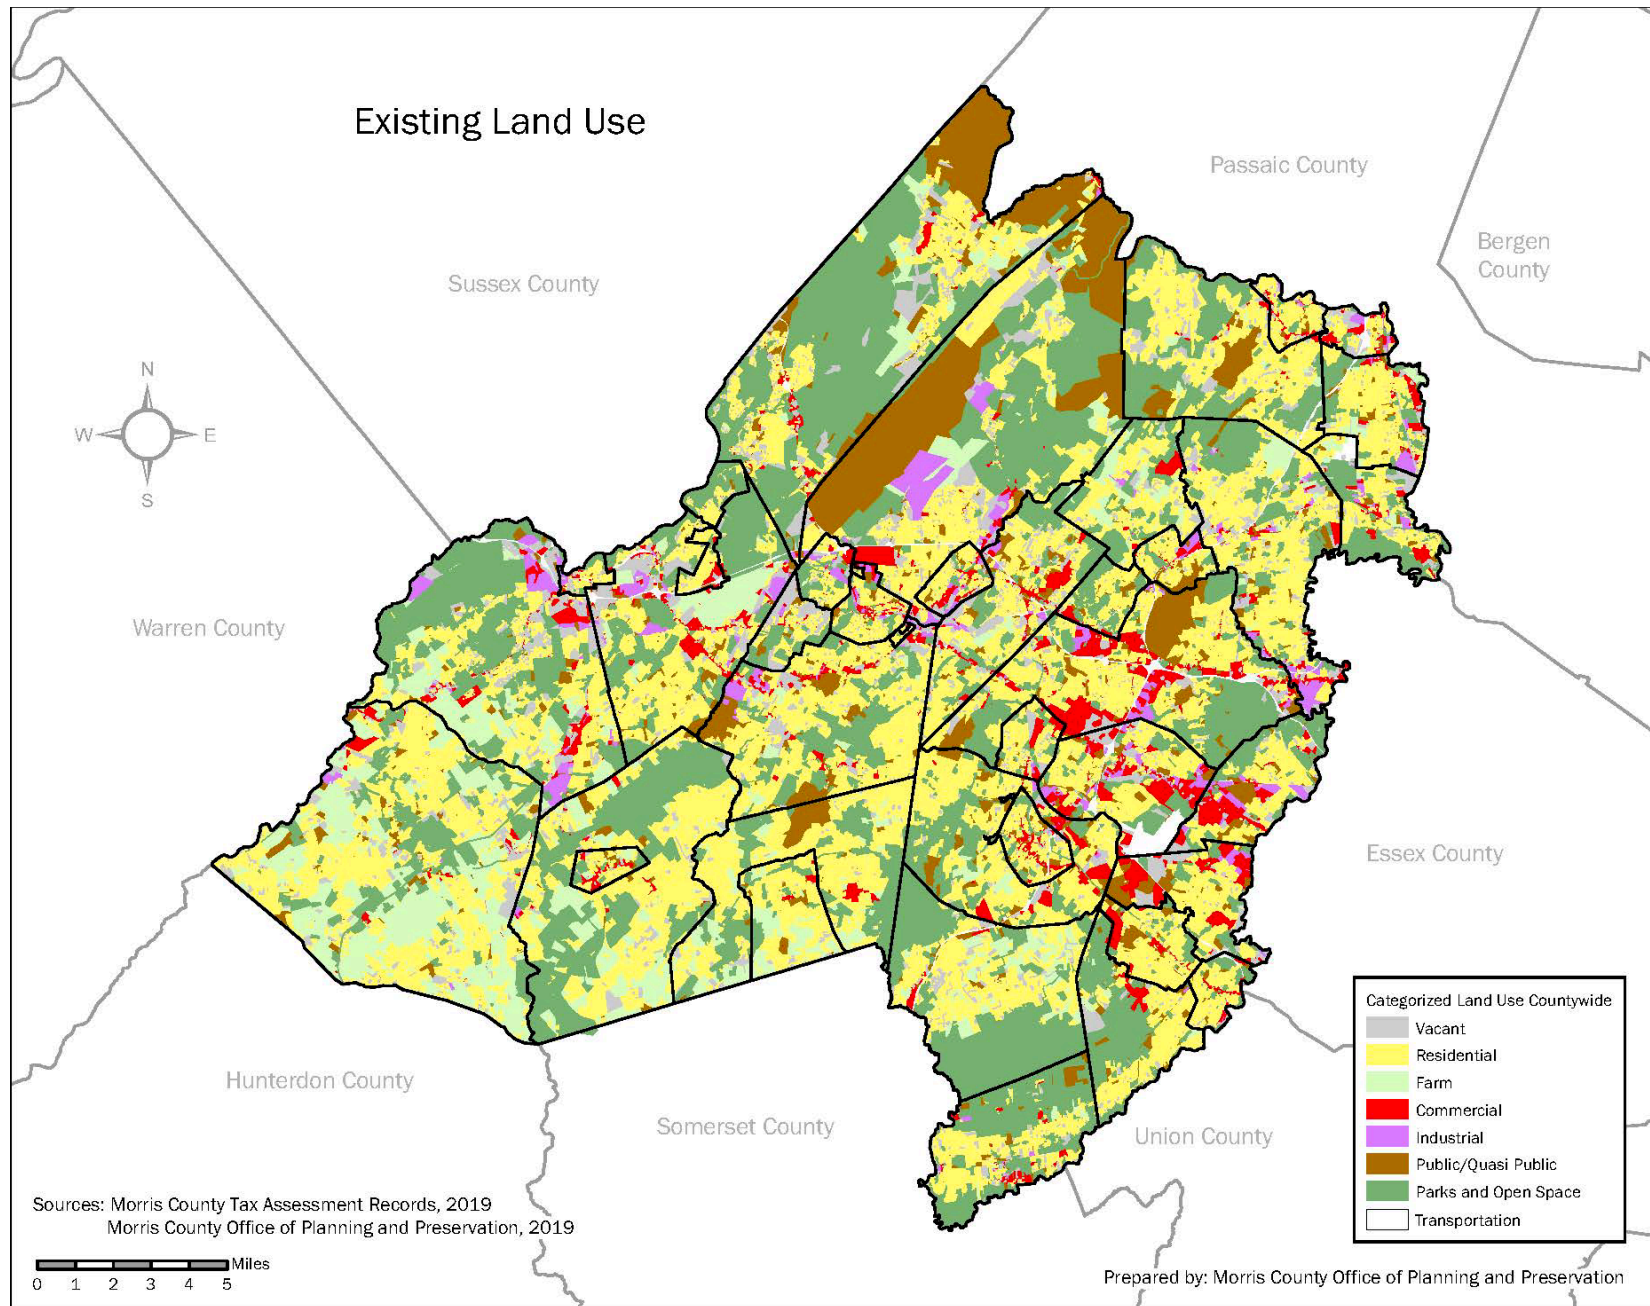 Existing Land Use
Passaic County
Bergen
County
Sussex County
N
W
E
S
Warren County
Essex County
Hunterdon County
Somerset County
Union County
Categorized Land Use Countywide
Vacant
Residential
Farm
Commercial
Industrial
Public/Quasi Public
Parks and Open Space
Transportation
Sources: Morris County Tax Assessment Records, 2019
Morris County Office of Planning and Preservation, 2019
Miles
0 1 2 3 4 5
Prepared by: Morris County Office of Planning and Preservation